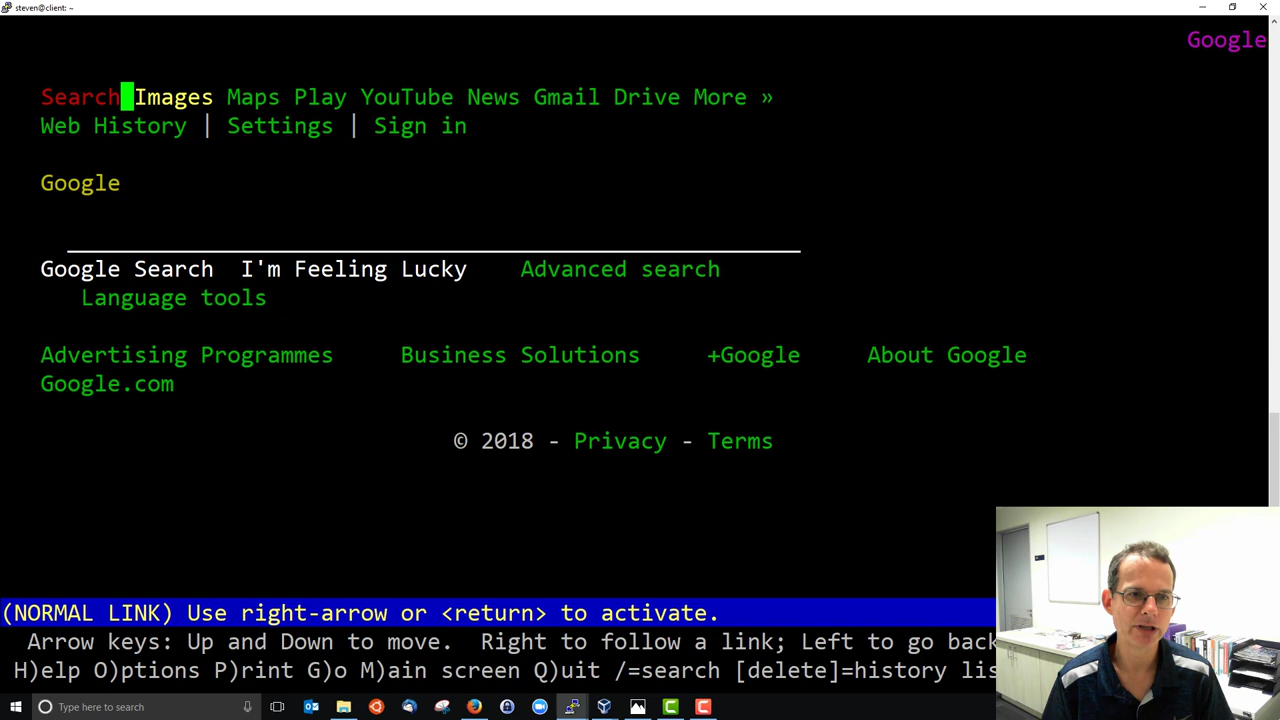 steven@client: ~
Google
Search Images Maps Play YouTube News Gmail Drive More »
Web History | Settings | Sign in
Google
Google Search I'm Feeling Lucky Advanced search
Language tools
Advertising Programmes Business Solutions +Google About Google
Google.com
© 2018 - Privacy - Terms
(NORMAL LINK) Use right-arrow or <return> to activate.
Arrow keys: Up and Down to move. Right to follow a link; Left to go back
H)elp O)ptions P)rint G)o M)ain screen Q)uit /=search [delete]=history lis
Type here to search